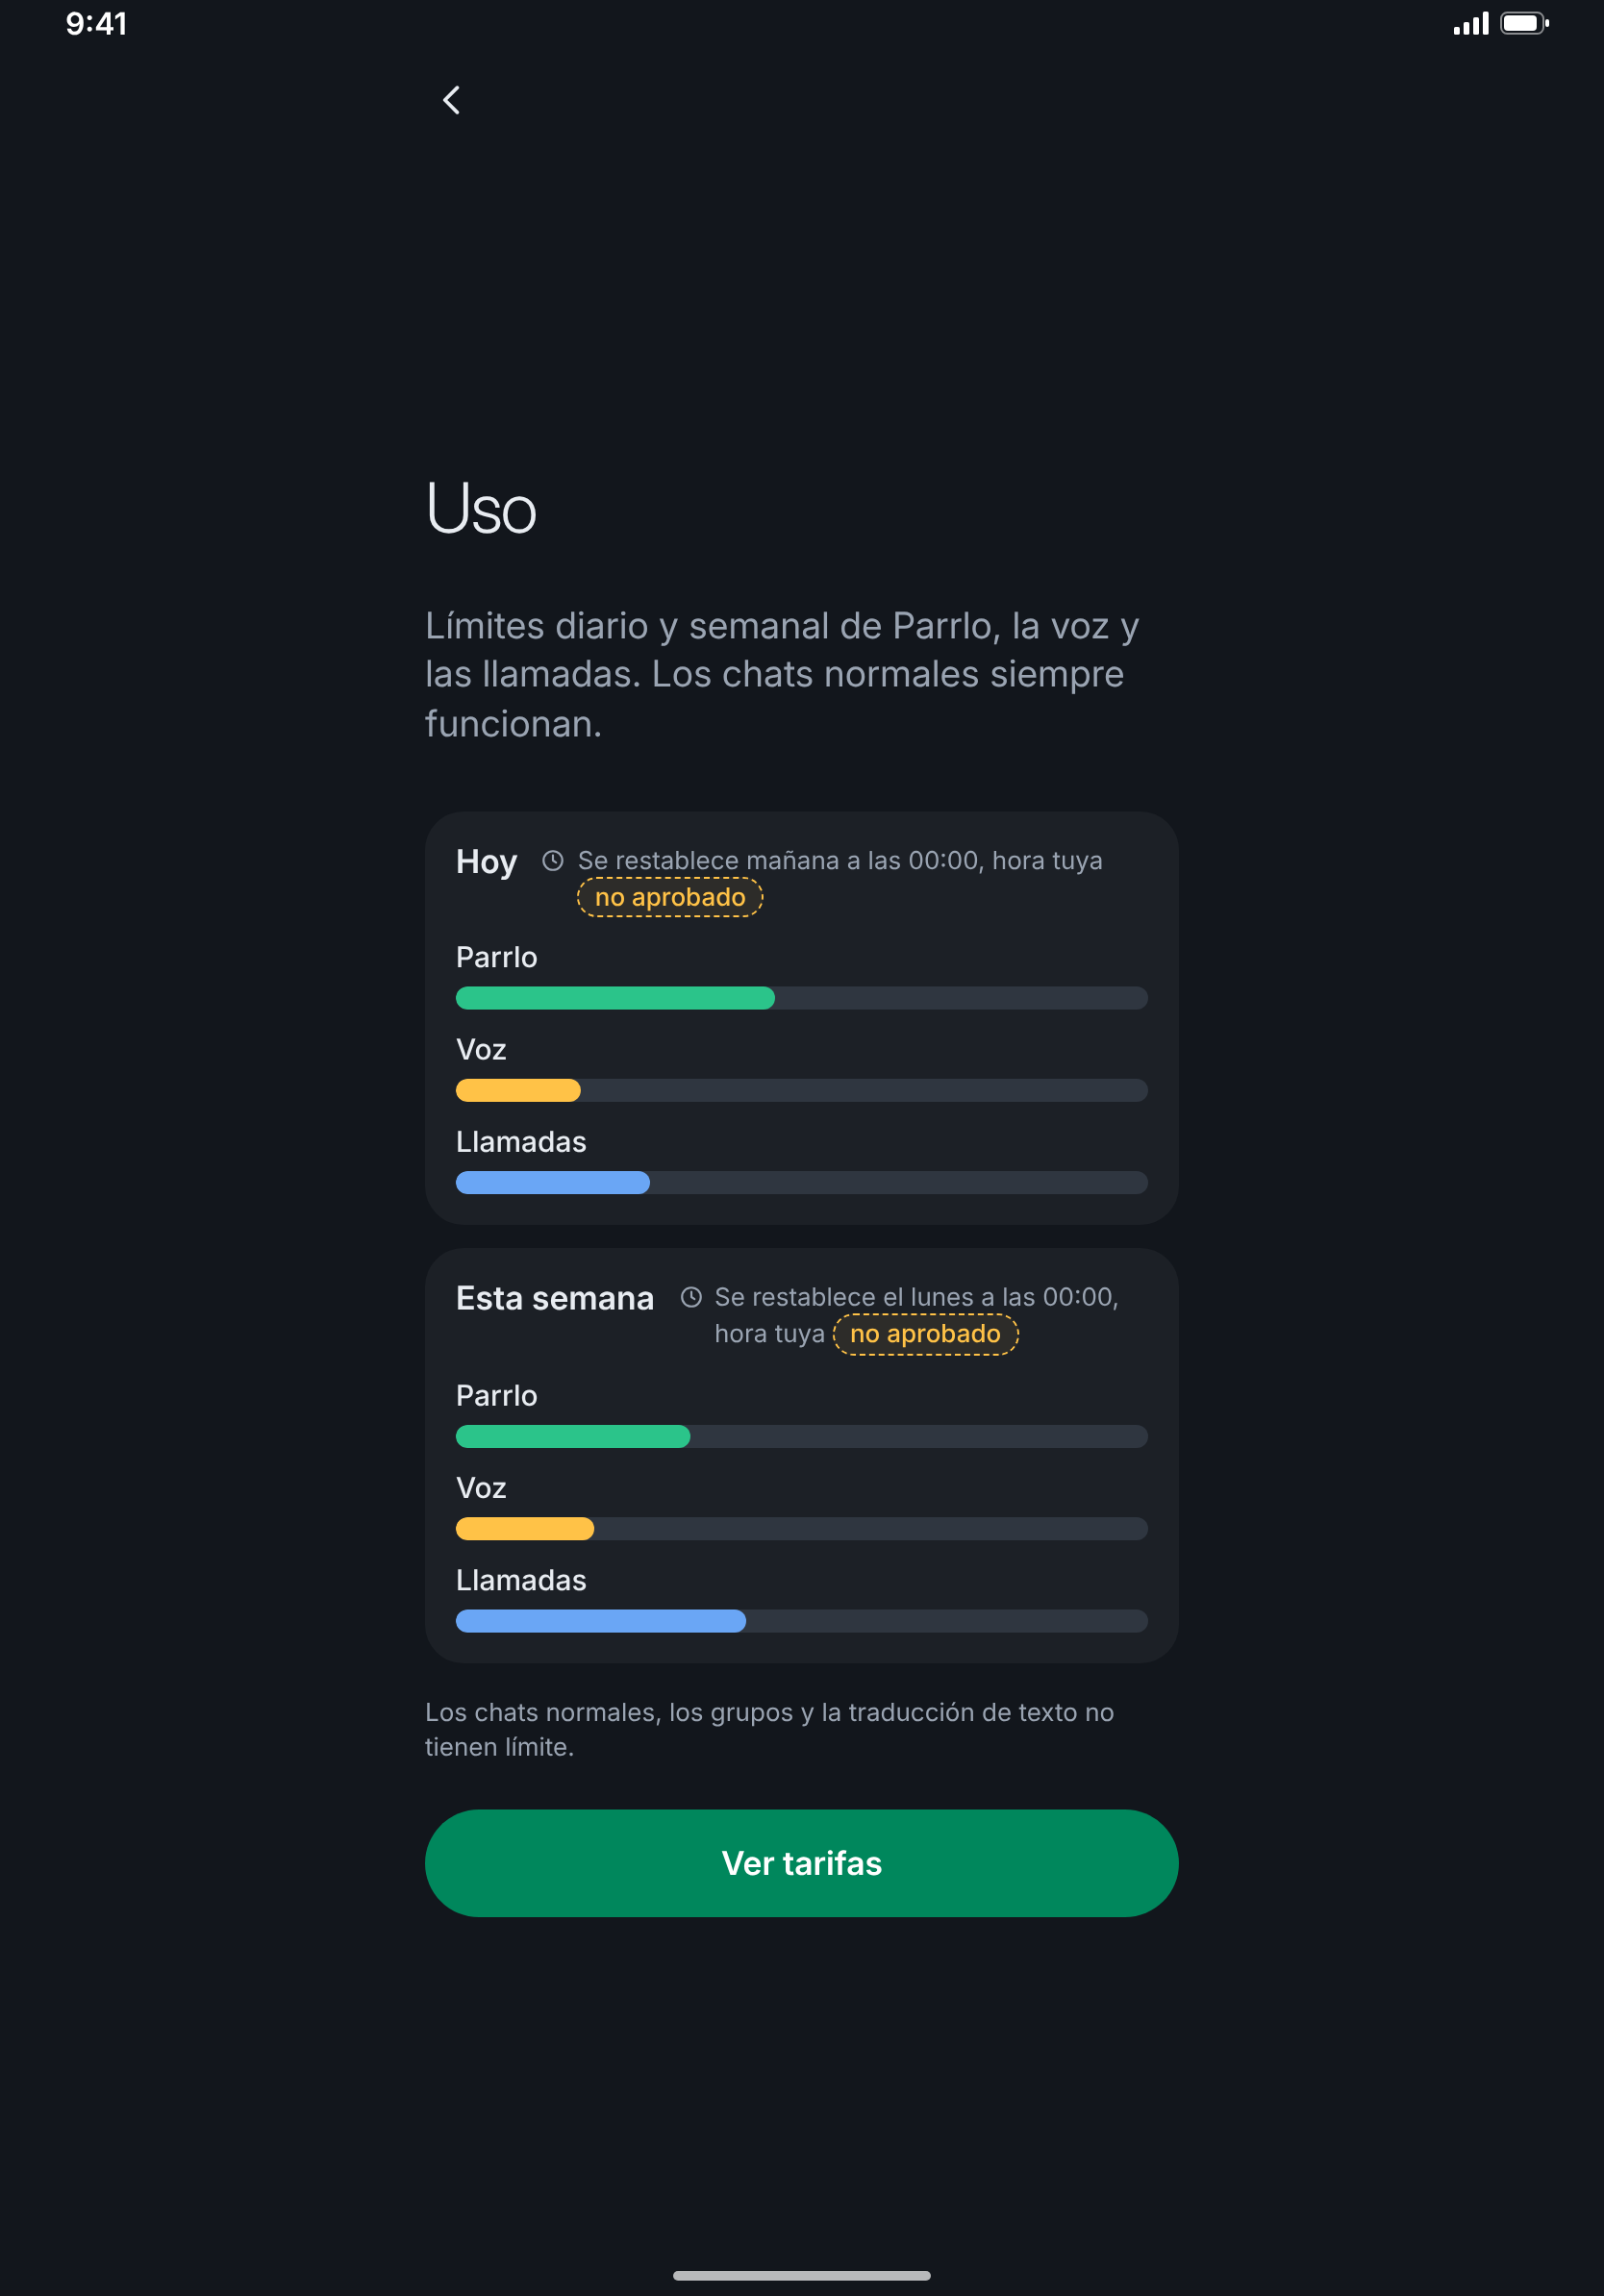 9:41
Uso
Límites diario y semanal de Parrlo, la voz y
las llamadas. Los chats normales siempre
funcionan.
Hoy Se restablece mañana a las 00:00, hora tuya
no aprobado
Parrlo
Voz
Llamadas
Esta semana Se restablece el lunes a las 00:00,
hora tuya no aprobado
Parrlo
Voz
Llamadas
Los chats normales, los grupos y la traducción de texto no
tienen límite.
Ver tarifas